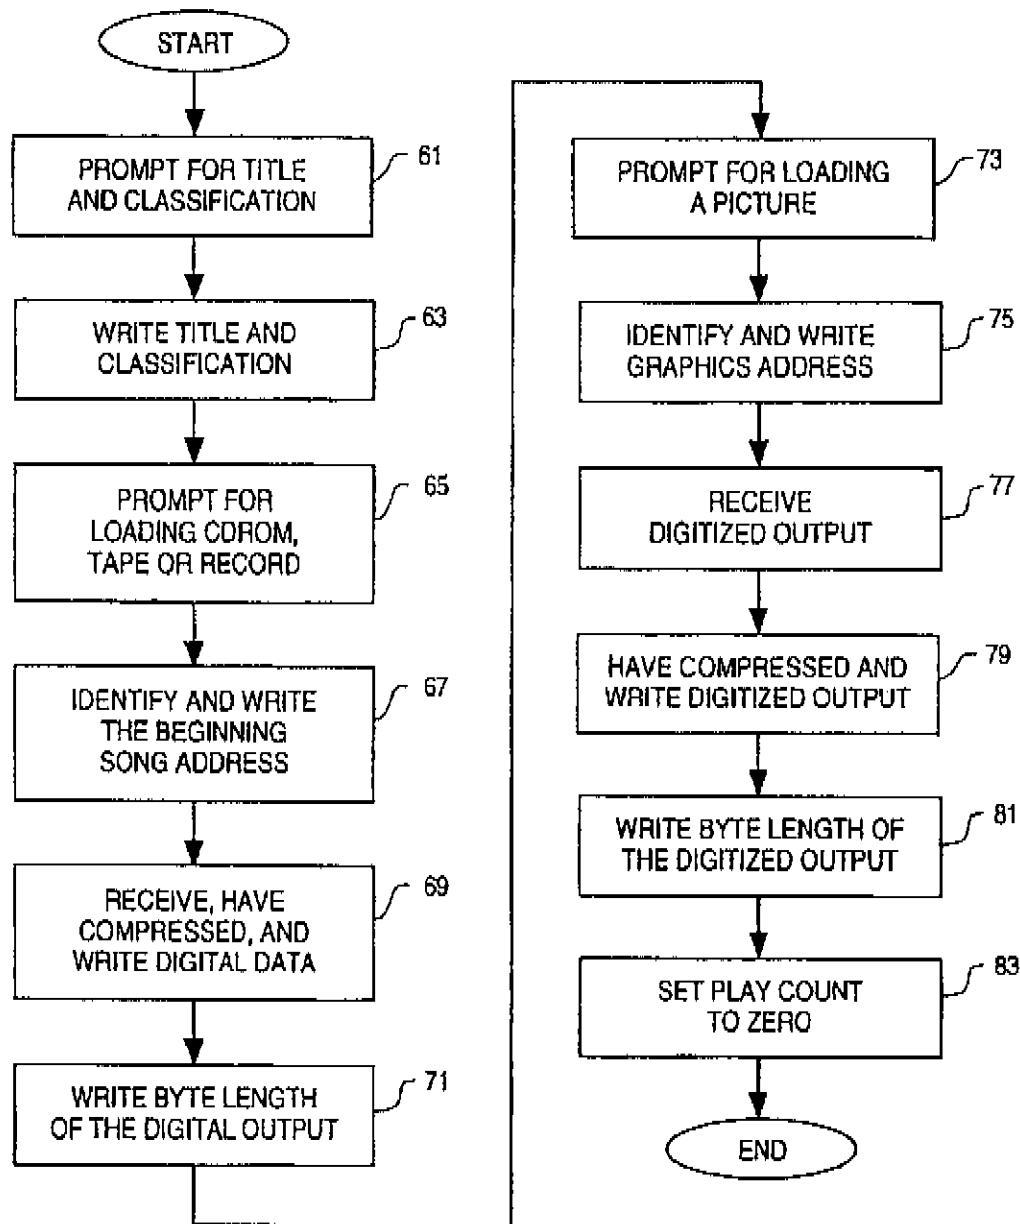 START
PROMPT FOR TITLE
AND CLASSIFICATION
61
WRITE TITLE AND
CLASSIFICATION
63
PROMPT FOR
LOADING CDROM,
TAPE OR RECORD
65
IDENTIFY AND WRITE
THE BEGINNING
SONG ADDRESS
67
RECEIVE, HAVE
COMPRESSED, AND
WRITE DIGITAL DATA
69
WRITE BYTE LENGTH
OF THE DIGITAL OUTPUT
71
PROMPT FOR LOADING
A PICTURE
73
IDENTIFY AND WRITE
GRAPHICS ADDRESS
75
RECEIVE
DIGITIZED OUTPUT
77
HAVE COMPRESSED AND
WRITE DIGITIZED OUTPUT
79
WRITE BYTE LENGTH OF
THE DIGITIZED OUTPUT
81
SET PLAY COUNT
TO ZERO
83
END